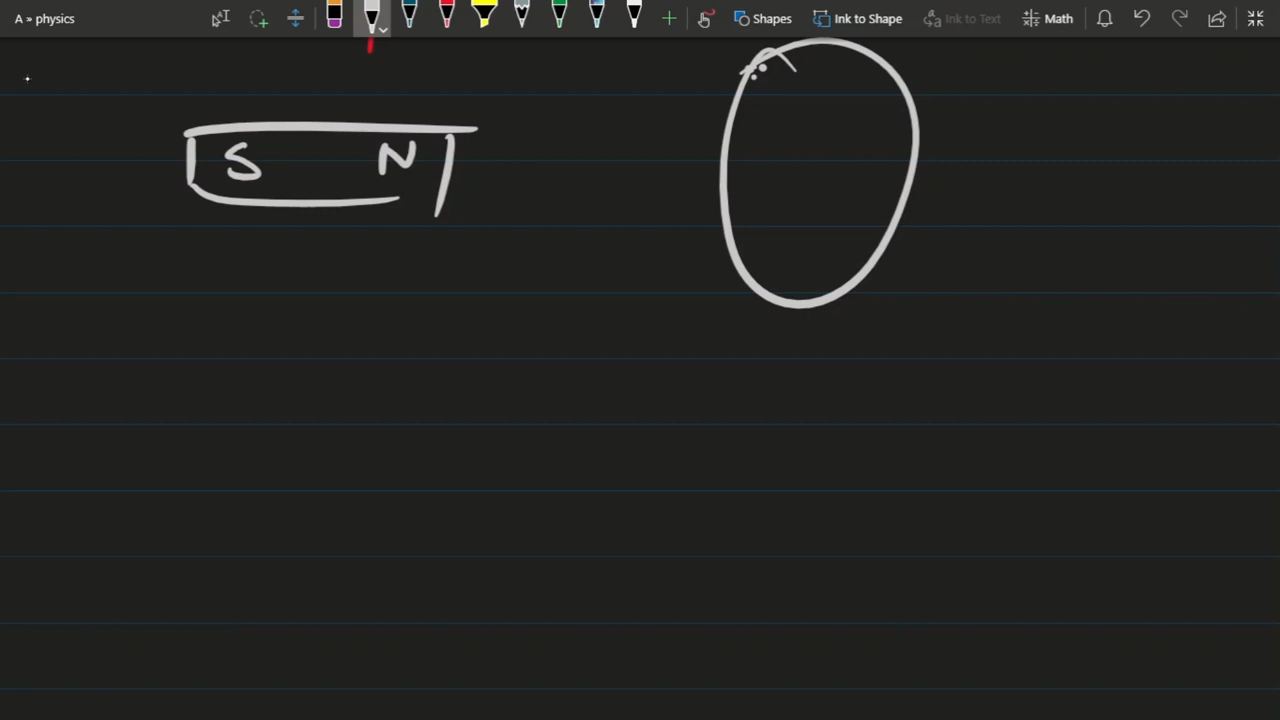 A » physics
Shapes
Ink to Shape
Ink to Text
Math
S N